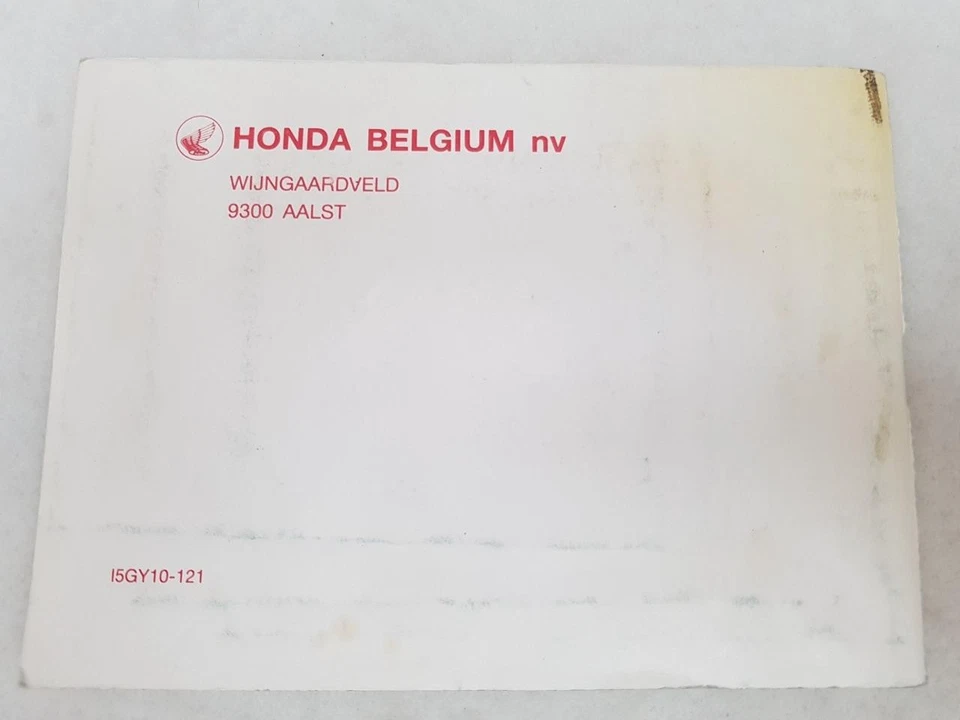 HONDA BELGIUM nv
WIJNGAARDVELD
9300 AALST
I5GY10-121